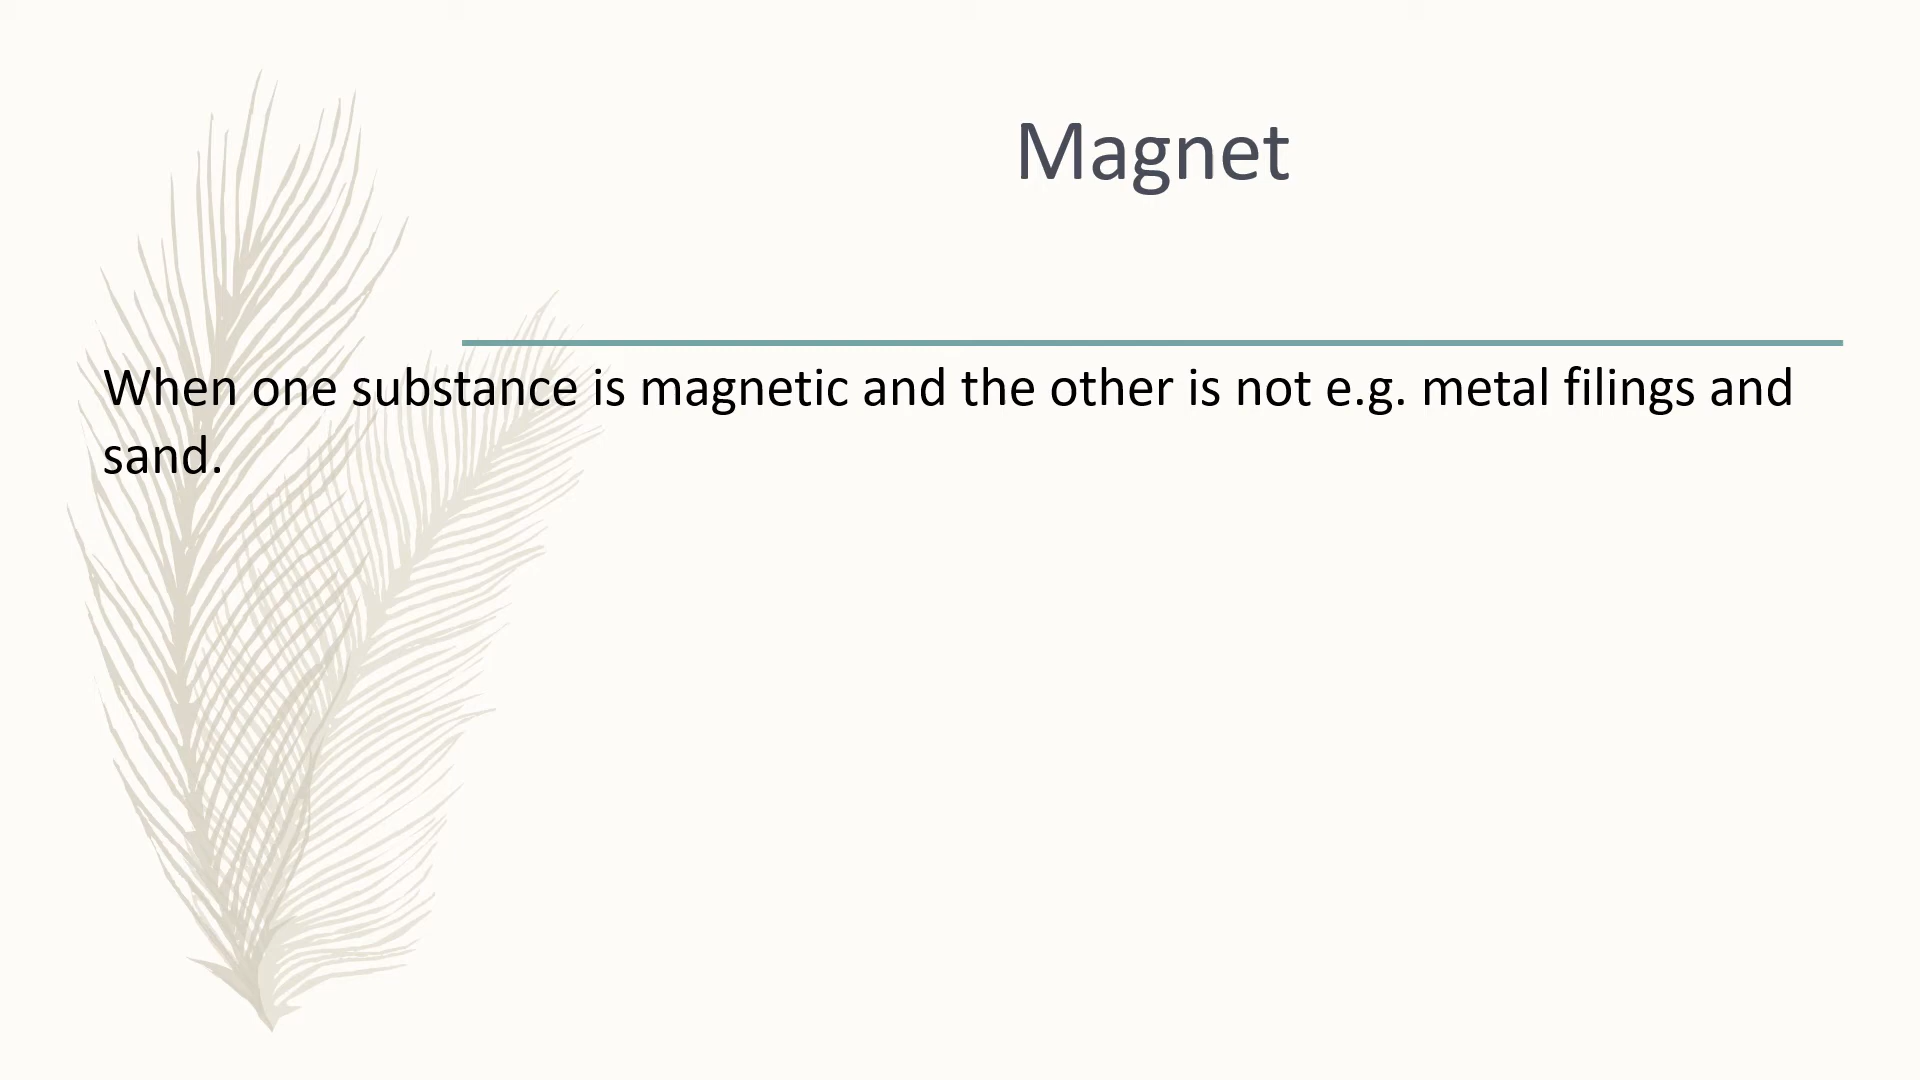 Magnet
When one substance is magnetic and the other is not e.g. metal filings and
sand.